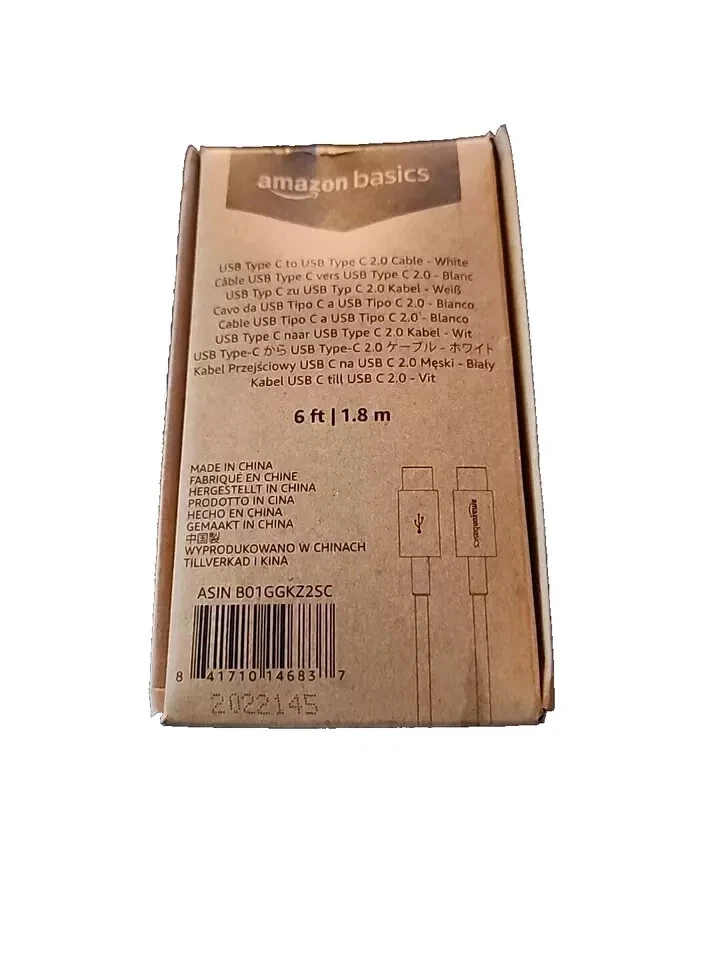 amazon basics
USB Type C to USB Type C 2.0 Cable - White
Câble USB Type C vers USB Type C 2.0 - Blanc
USB Typ C zu USB Typ C 2.0 Kabel - Weiß
Cavo da USB Tipo C a USB Tipo C 2.0 - Bianco
Cable USB Tipo C a USB Tipo C 2.0 - Blanco
USB Type C naar USB Type C 2.0 Kabel - Wit
USB Type-C から USB Type-C 2.0 ケーブル - ホワイト
Kabel Przejściowy USB C na USB C 2.0 Męski - Biały
Kabel USB C till USB C 2.0 - Vit
6 ft | 1.8 m
MADE IN CHINA
FABRIQUÉ EN CHINE
HERGESTELLT IN CHINA
PRODOTTO IN CINA
HECHO EN CHINA
GEMAAKT IN CHINA
中国製
WYPRODUKOWANO W CHINACH
TILLVERKAD I KINA
amazonbasics
ASIN B01GGKZ2SC
8 41710 14683 7
2022145